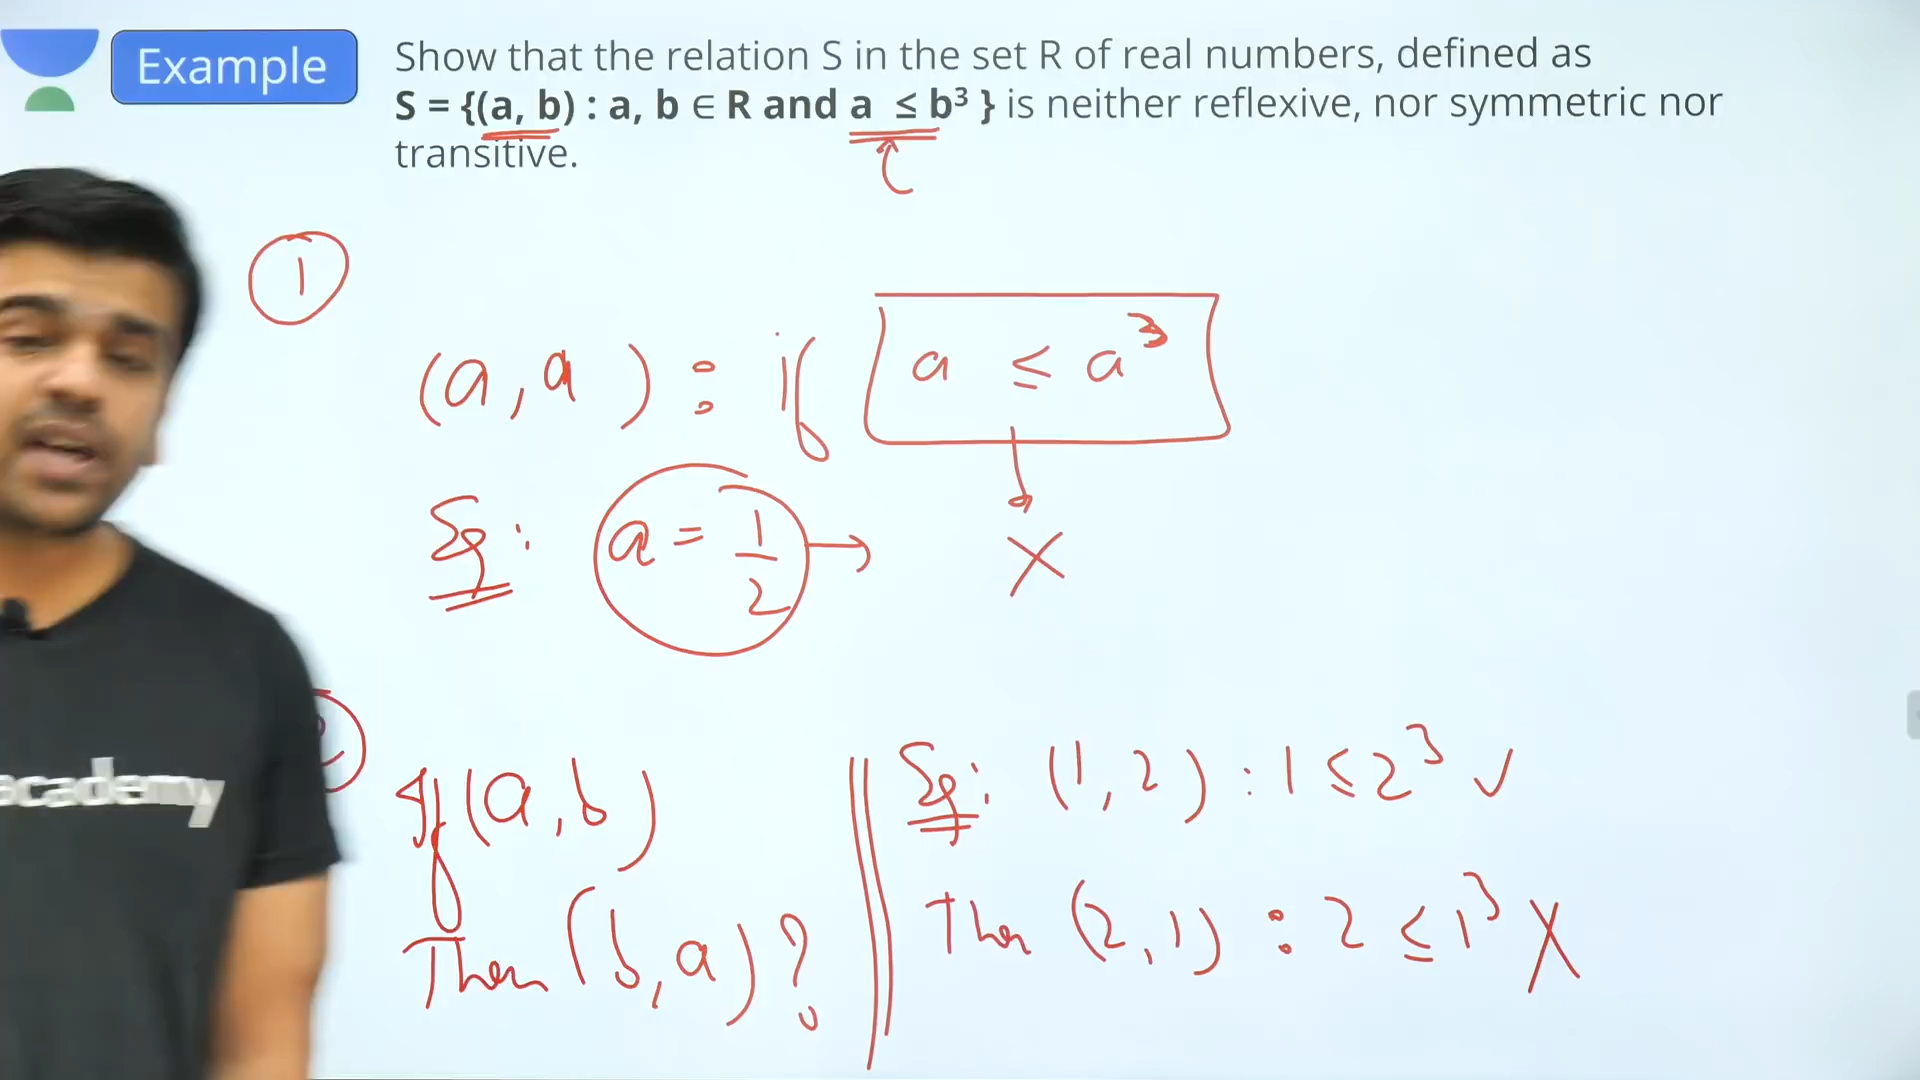 Example
Show that the relation S in the set R of real numbers, defined as
S = {(a, b) : a, b ∈ R and a ≤ b³ } is neither reflexive, nor symmetric nor
transitive.
1
(a, a) : if a ≤ a³
Eg: a = 1/2 → X
If (a, b)
Then (b, a) ?
Eg: (1, 2) : 1 ≤ 2³ ✓
Then (2, 1) : 2 ≤ 1³ X
academy